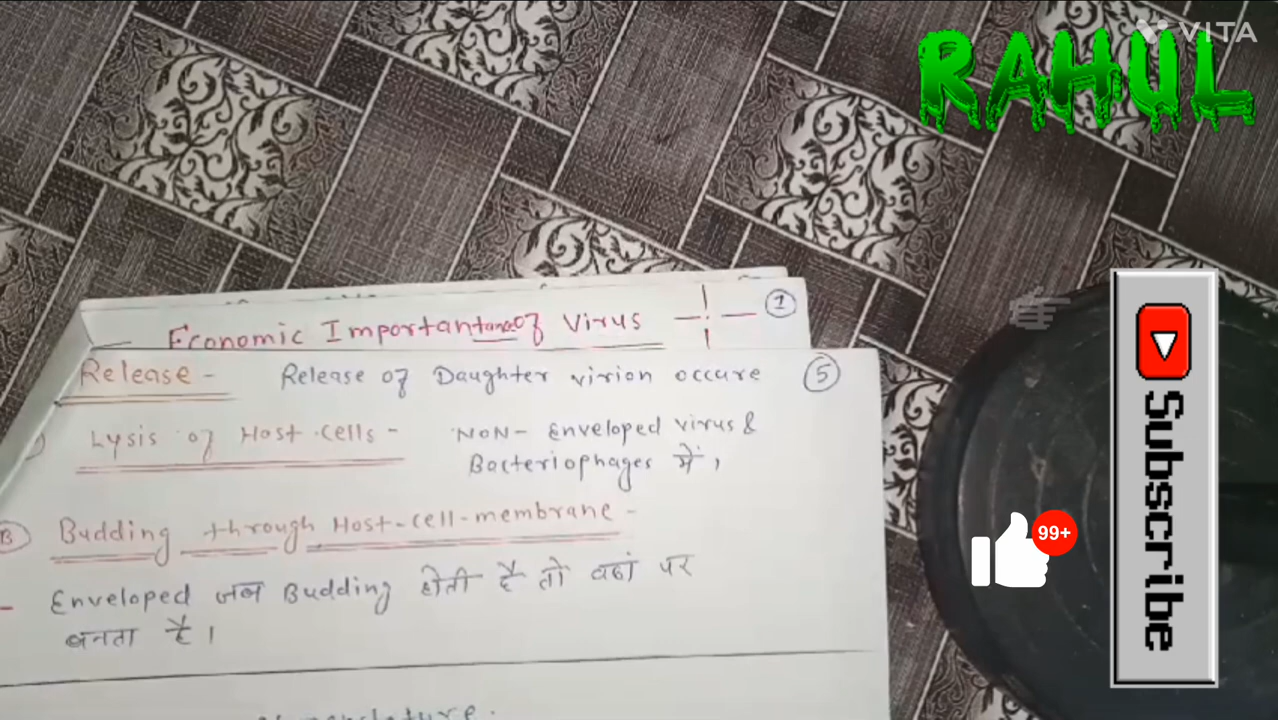 VITA
RAHUL
Economic Importantance of Virus
1
Release - Release of Daughter virion occure
5
Lysis of Host cells - NON- Enveloped virus &
Bacteriophages में,
B Budding through Host-cell-membrane -
- Enveloped जब Budding होती है तो वहां पर
बनता है।
99+
Subscribe